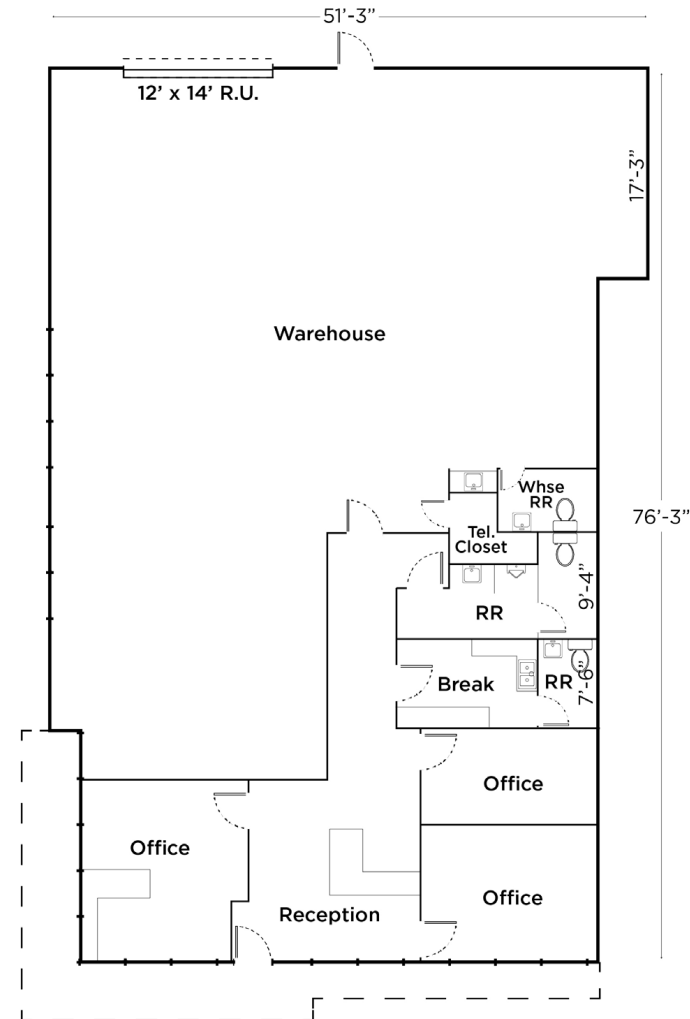 51’-3”
12’ x 14’ R.U.
17’-3”
Warehouse
Whse
RR
76’-3”
Tel.
Closet
9’-4”
RR
Break
RR
7’-6”
Office
Office
Office
Reception